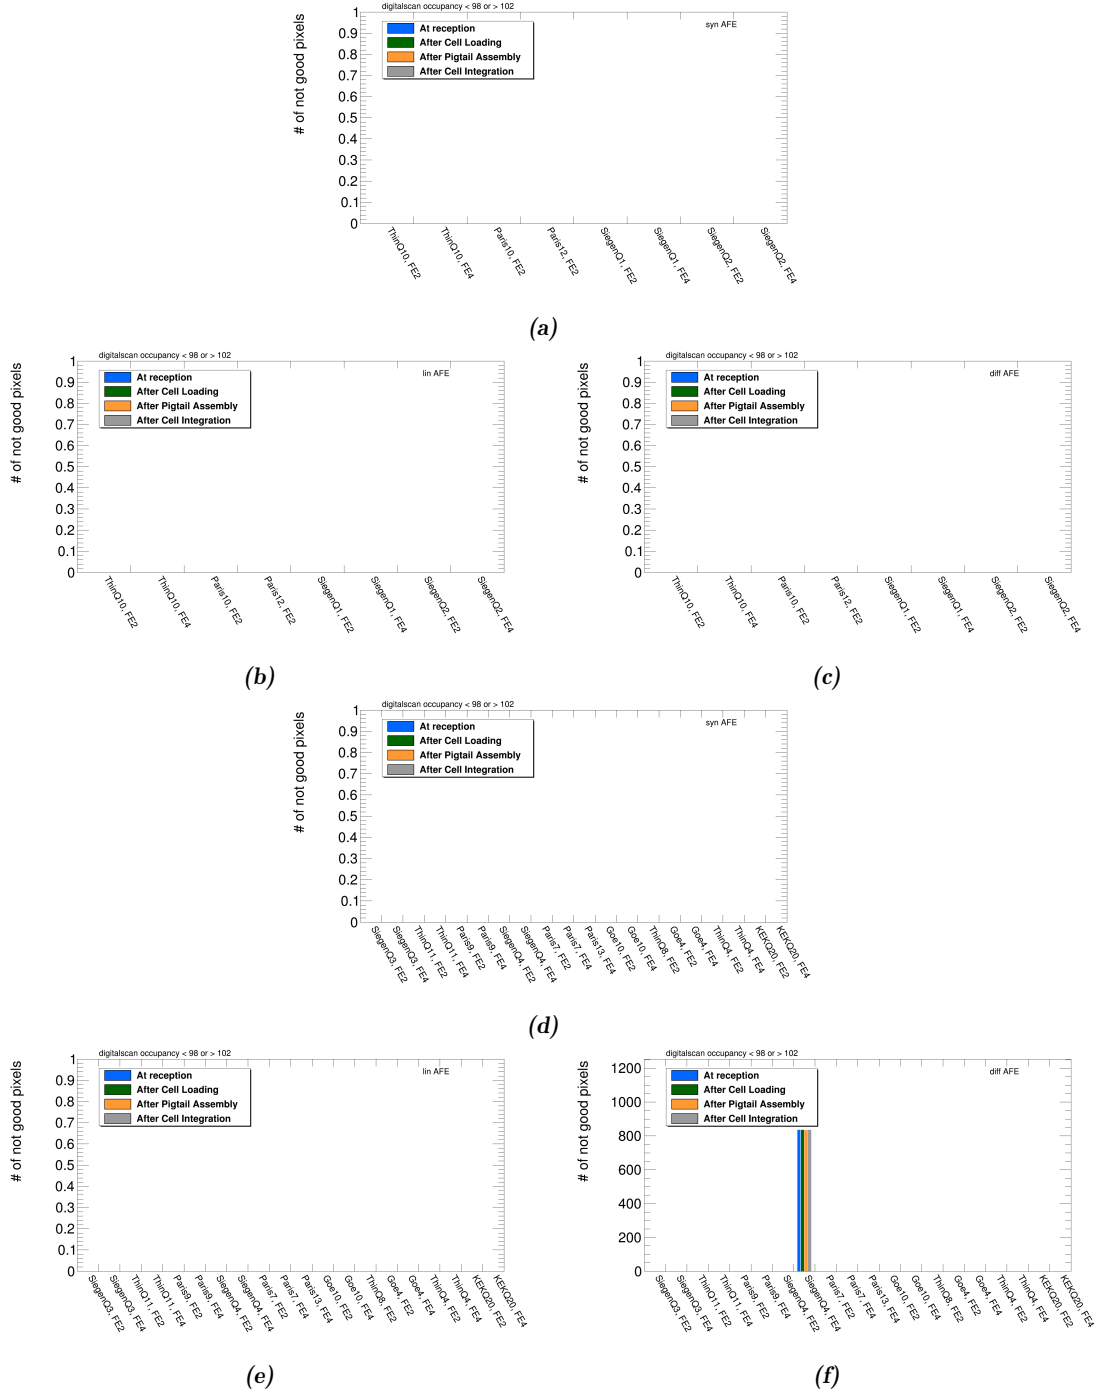 digitalscan occupancy < 98 or > 102
# of not good pixels
1
0.9
0.8
0.7
0.6
0.5
0.4
0.3
0.2
0.1
0
At reception
After Cell Loading
After Pigtail Assembly
After Cell Integration
syn AFE
ThinQ10, FE2
ThinQ10, FE4
Paris10, FE2
Paris12, FE2
SiegenQ1, FE2
SiegenQ1, FE4
SiegenQ2, FE2
SiegenQ2, FE4
(a)
digitalscan occupancy < 98 or > 102
# of not good pixels
1
0.9
0.8
0.7
0.6
0.5
0.4
0.3
0.2
0.1
0
At reception
After Cell Loading
After Pigtail Assembly
After Cell Integration
lin AFE
ThinQ10, FE2
ThinQ10, FE4
Paris10, FE2
Paris12, FE2
SiegenQ1, FE2
SiegenQ1, FE4
SiegenQ2, FE2
SiegenQ2, FE4
(b)
digitalscan occupancy < 98 or > 102
# of not good pixels
1
0.9
0.8
0.7
0.6
0.5
0.4
0.3
0.2
0.1
0
At reception
After Cell Loading
After Pigtail Assembly
After Cell Integration
diff AFE
ThinQ10, FE2
ThinQ10, FE4
Paris10, FE2
Paris12, FE2
SiegenQ1, FE2
SiegenQ1, FE4
SiegenQ2, FE2
SiegenQ2, FE4
(c)
digitalscan occupancy < 98 or > 102
# of not good pixels
1
0.9
0.8
0.7
0.6
0.5
0.4
0.3
0.2
0.1
0
At reception
After Cell Loading
After Pigtail Assembly
After Cell Integration
syn AFE
SiegenQ3, FE2
SiegenQ3, FE4
ThinQ11, FE2
ThinQ11, FE4
Paris9, FE2
Paris9, FE4
SiegenQ4, FE2
SiegenQ4, FE4
Paris7, FE2
Paris7, FE4
Paris13, FE4
Goe10, FE2
Goe10, FE4
ThinQ8, FE2
Goe4, FE2
Goe4, FE4
ThinQ4, FE2
ThinQ4, FE4
KEKQ20, FE2
KEKQ20, FE4
(d)
digitalscan occupancy < 98 or > 102
# of not good pixels
1
0.9
0.8
0.7
0.6
0.5
0.4
0.3
0.2
0.1
0
At reception
After Cell Loading
After Pigtail Assembly
After Cell Integration
lin AFE
SiegenQ3, FE2
SiegenQ3, FE4
ThinQ11, FE2
ThinQ11, FE4
Paris9, FE2
Paris9, FE4
SiegenQ4, FE2
SiegenQ4, FE4
Paris7, FE2
Paris7, FE4
Paris13, FE4
Goe10, FE2
Goe10, FE4
ThinQ8, FE2
Goe4, FE2
Goe4, FE4
ThinQ4, FE2
ThinQ4, FE4
KEKQ20, FE2
KEKQ20, FE4
(e)
digitalscan occupancy < 98 or > 102
# of not good pixels
1200
1000
800
600
400
200
0
At reception
After Cell Loading
After Pigtail Assembly
After Cell Integration
diff AFE
SiegenQ3, FE2
SiegenQ3, FE4
ThinQ11, FE2
ThinQ11, FE4
Paris9, FE2
Paris9, FE4
SiegenQ4, FE2
SiegenQ4, FE4
Paris7, FE2
Paris7, FE4
Paris13, FE4
Goe10, FE2
Goe10, FE4
ThinQ8, FE2
Goe4, FE2
Goe4, FE4
ThinQ4, FE2
ThinQ4, FE4
KEKQ20, FE2
KEKQ20, FE4
(f)